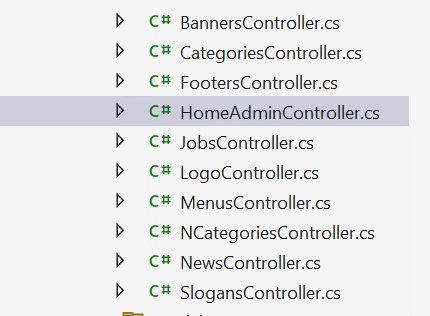 C# BannersController.cs
C# CategoriesController.cs
C# FootersController.cs
C# HomeAdminController.cs
C# JobsController.cs
C# LogoController.cs
C# MenusController.cs
C# NCategoriesController.cs
C# NewsController.cs
C# SlogansController.cs